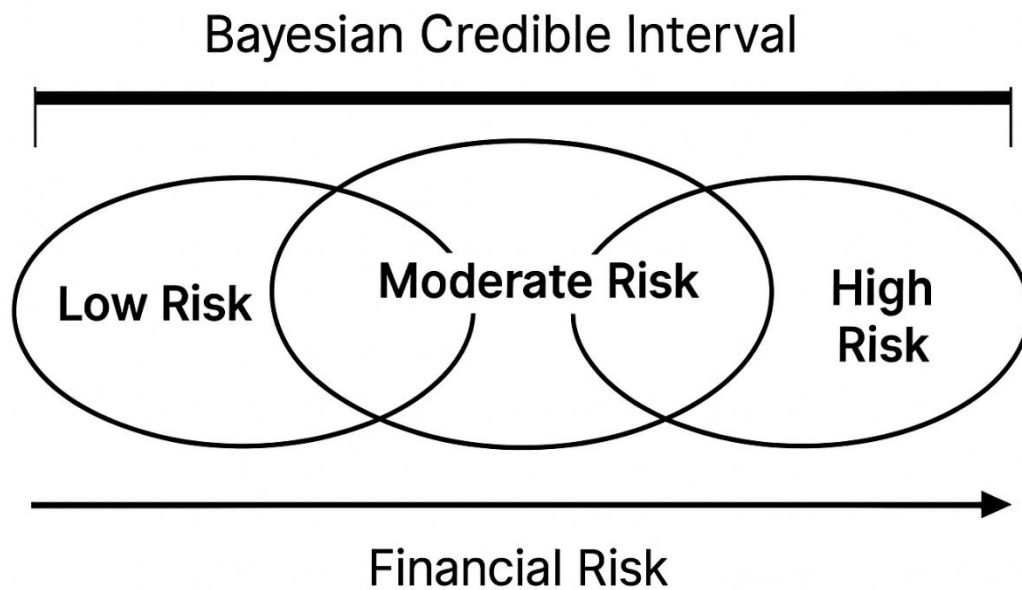 Bayesian Credible Interval
Low Risk
Moderate Risk
High
Risk
Financial Risk